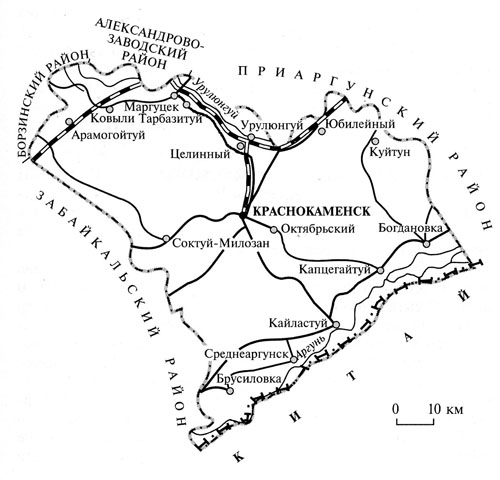 АЛЕКСАНДРОВО-
ЗАВОДСКИЙ
РАЙОН
БОРЗИНСКИЙ РАЙОН
ПРИАРГУНСКИЙ РАЙОН
Урулюнгуй
Маргуцек
Ковыли Тарбазитуй
Арамогойтуй
Урулюнгуй
Юбилейный
Целинный
Куйтун
ЗАБАЙКАЛЬСКИЙ РАЙОН
КРАСНОКАМЕНСК
Октябрьский
Богдановка
Соктуй-Милозан
Капцегайтуй
Кайластуй
Среднеаргунск
Аргунь
Брусиловка
КИТАЙ
0 10 км